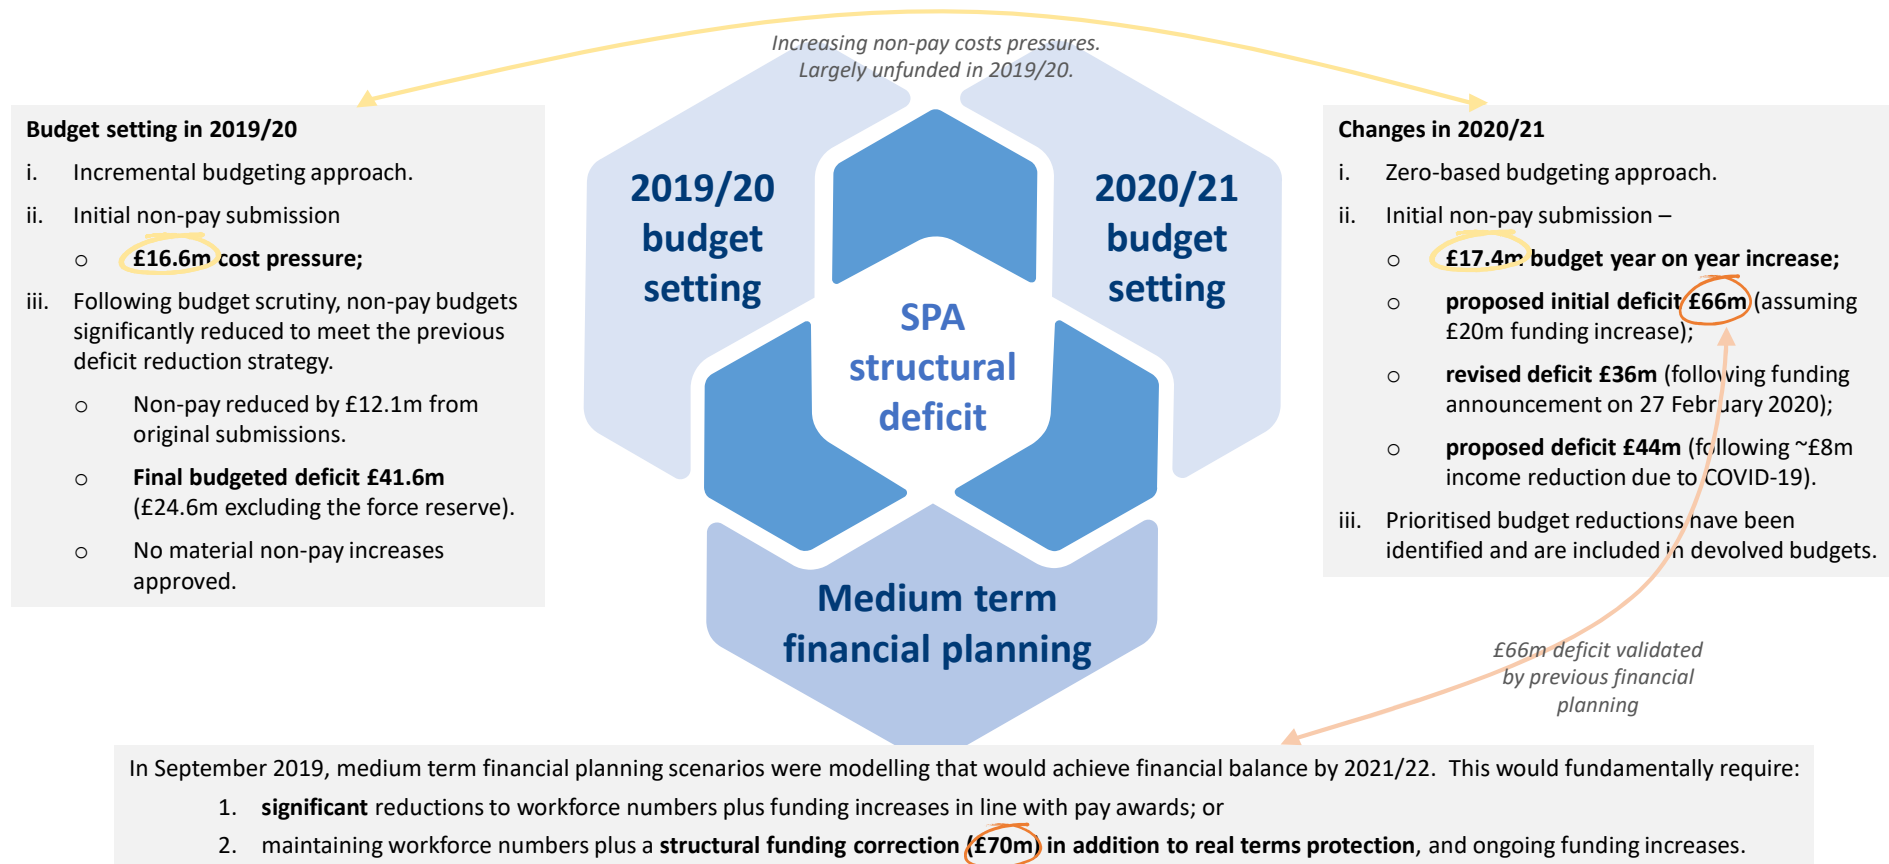 Increasing non-pay costs pressures.
Largely unfunded in 2019/20.
Budget setting in 2019/20
i. Incremental budgeting approach.
ii. Initial non-pay submission
o £16.6m cost pressure;
iii. Following budget scrutiny, non-pay budgets
significantly reduced to meet the previous
deficit reduction strategy.
o Non-pay reduced by £12.1m from
original submissions.
o Final budgeted deficit £41.6m
(£24.6m excluding the force reserve).
o No material non-pay increases
approved.
2019/20
budget
setting
2020/21
budget
setting
SPA
structural
deficit
Medium term
financial planning
Changes in 2020/21
i. Zero-based budgeting approach.
ii. Initial non-pay submission –
o £17.4m budget year on year increase;
o proposed initial deficit £66m (assuming
£20m funding increase);
o revised deficit £36m (following funding
announcement on 27 February 2020);
o proposed deficit £44m (following ~£8m
income reduction due to COVID-19).
iii. Prioritised budget reductions have been
identified and are included in devolved budgets.
£66m deficit validated
by previous financial
planning
In September 2019, medium term financial planning scenarios were modelling that would achieve financial balance by 2021/22. This would fundamentally require:
1. significant reductions to workforce numbers plus funding increases in line with pay awards; or
2. maintaining workforce numbers plus a structural funding correction (£70m) in addition to real terms protection, and ongoing funding increases.